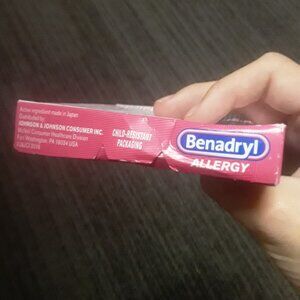 Active ingredient made in Japan
Distributed by:
JOHNSON & JOHNSON CONSUMER INC.
McNeil Consumer Healthcare Division
Fort Washington, PA 19034 USA
CHILD-RESISTANT
PACKAGING
Benadryl
ALLERGY